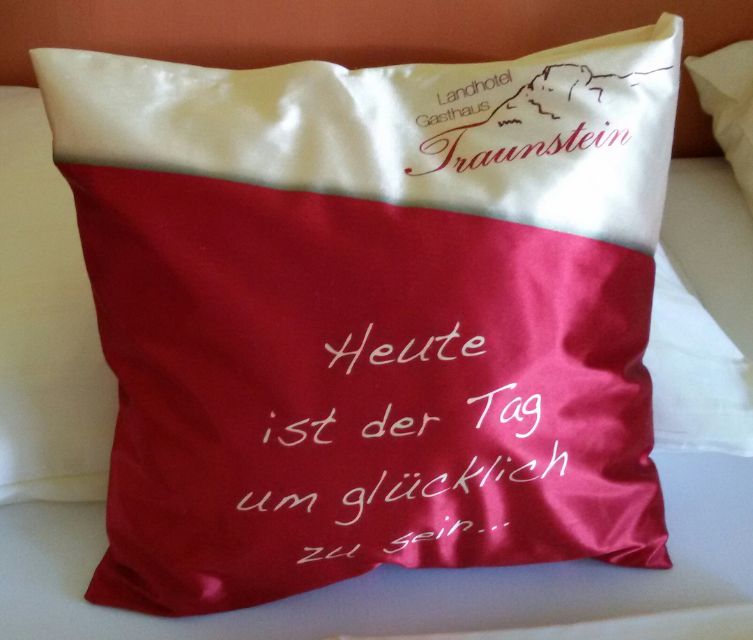 Landhotel
Gasthaus
Traunstein
Heute
ist der Tag
um glücklich
zu sein...